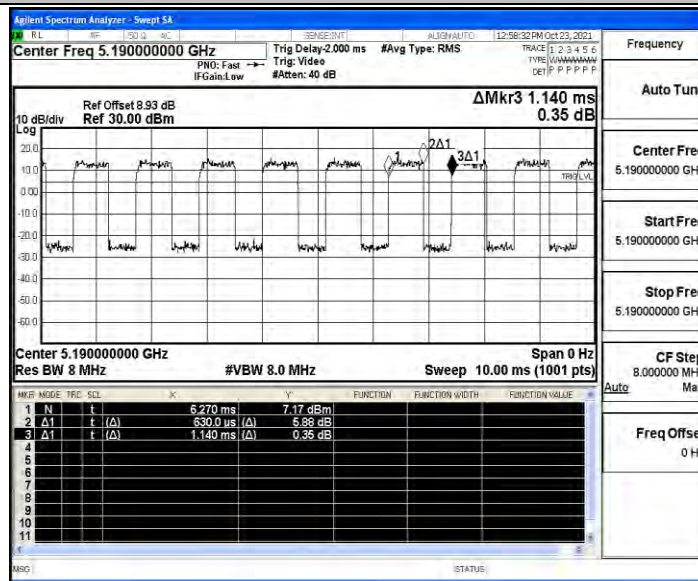 Agilent Spectrum Analyzer - Swept SA
RL RF 50 Ω AC SENSE:INT ALIGNAUTO 12:58:32 PM Oct 23, 2021
Center Freq 5.190000000 GHz
Trig Delay-2.000 ms #Avg Type: RMS
TRACE 1 2 3 4 5 6
PNO: Fast Trig: Video
TYPE
IFGain:Low #Atten: 40 dB
DET P P P P P P
ΔMkr3 1.140 ms
0.35 dB
Ref Offset 8.93 dB
10 dB/div Ref 30.00 dBm
Log
20.0
10.0
0.00
-10.0
-30.0
-40.0
-60.0
1
2Δ1
3Δ1
TRIG LVL
Center 5.190000000 GHz Span 0 Hz
Res BW 8 MHz #VBW 8.0 MHz Sweep 10.00 ms (1001 pts)
MKR MODE TRC SCL X Y FUNCTION FUNCTION WIDTH FUNCTION VALUE
1 N t 6.270 ms 7.17 dBm
2 Δ1 t (Δ) 630.0 µs (Δ) 5.88 dB
3 Δ1 t (Δ) 1.140 ms (Δ) 0.35 dB
4
5
6
7
8
9
10
11
MSG STATUS
Frequency
Auto Tun
Center Fre
5.190000000 GH
Start Fre
5.190000000 GH
Stop Fre
5.190000000 GH
CF Step
8.000000 MH
Auto Ma
Freq Offse
0 H